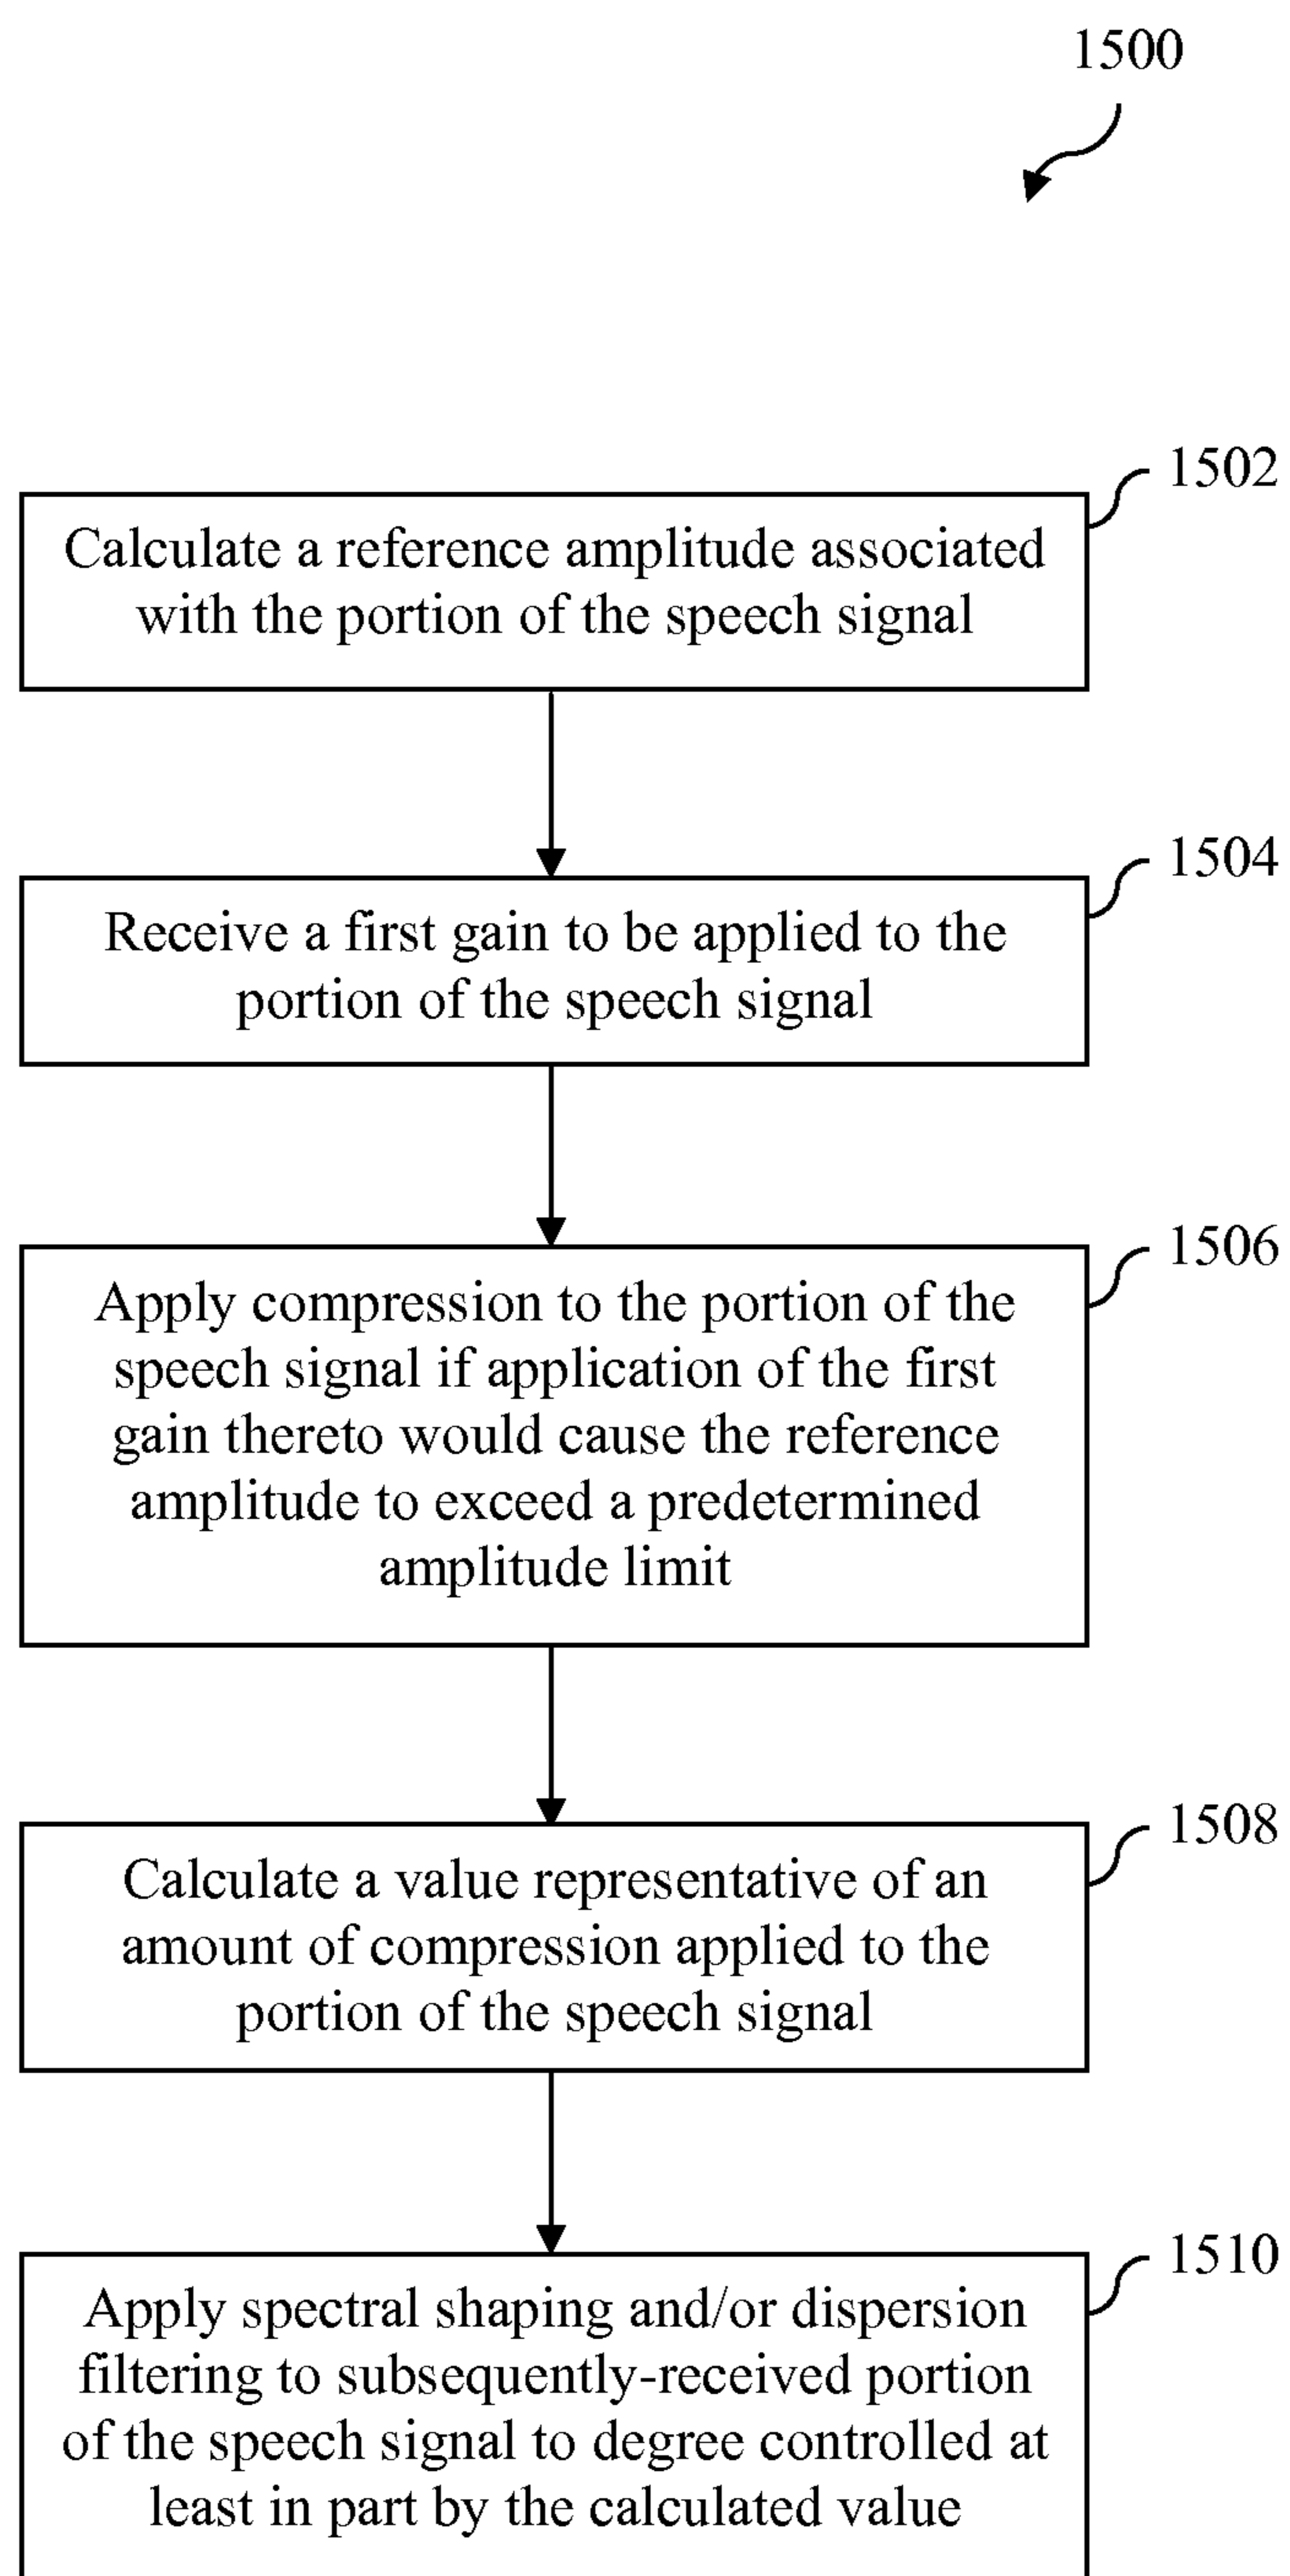 1500
1502
Calculate a reference amplitude associated
with the portion of the speech signal
1504
Receive a first gain to be applied to the
portion of the speech signal
1506
Apply compression to the portion of the
speech signal if application of the first
gain thereto would cause the reference
amplitude to exceed a predetermined
amplitude limit
1508
Calculate a value representative of an
amount of compression applied to the
portion of the speech signal
1510
Apply spectral shaping and/or dispersion
filtering to subsequently-received portion
of the speech signal to degree controlled at
least in part by the calculated value